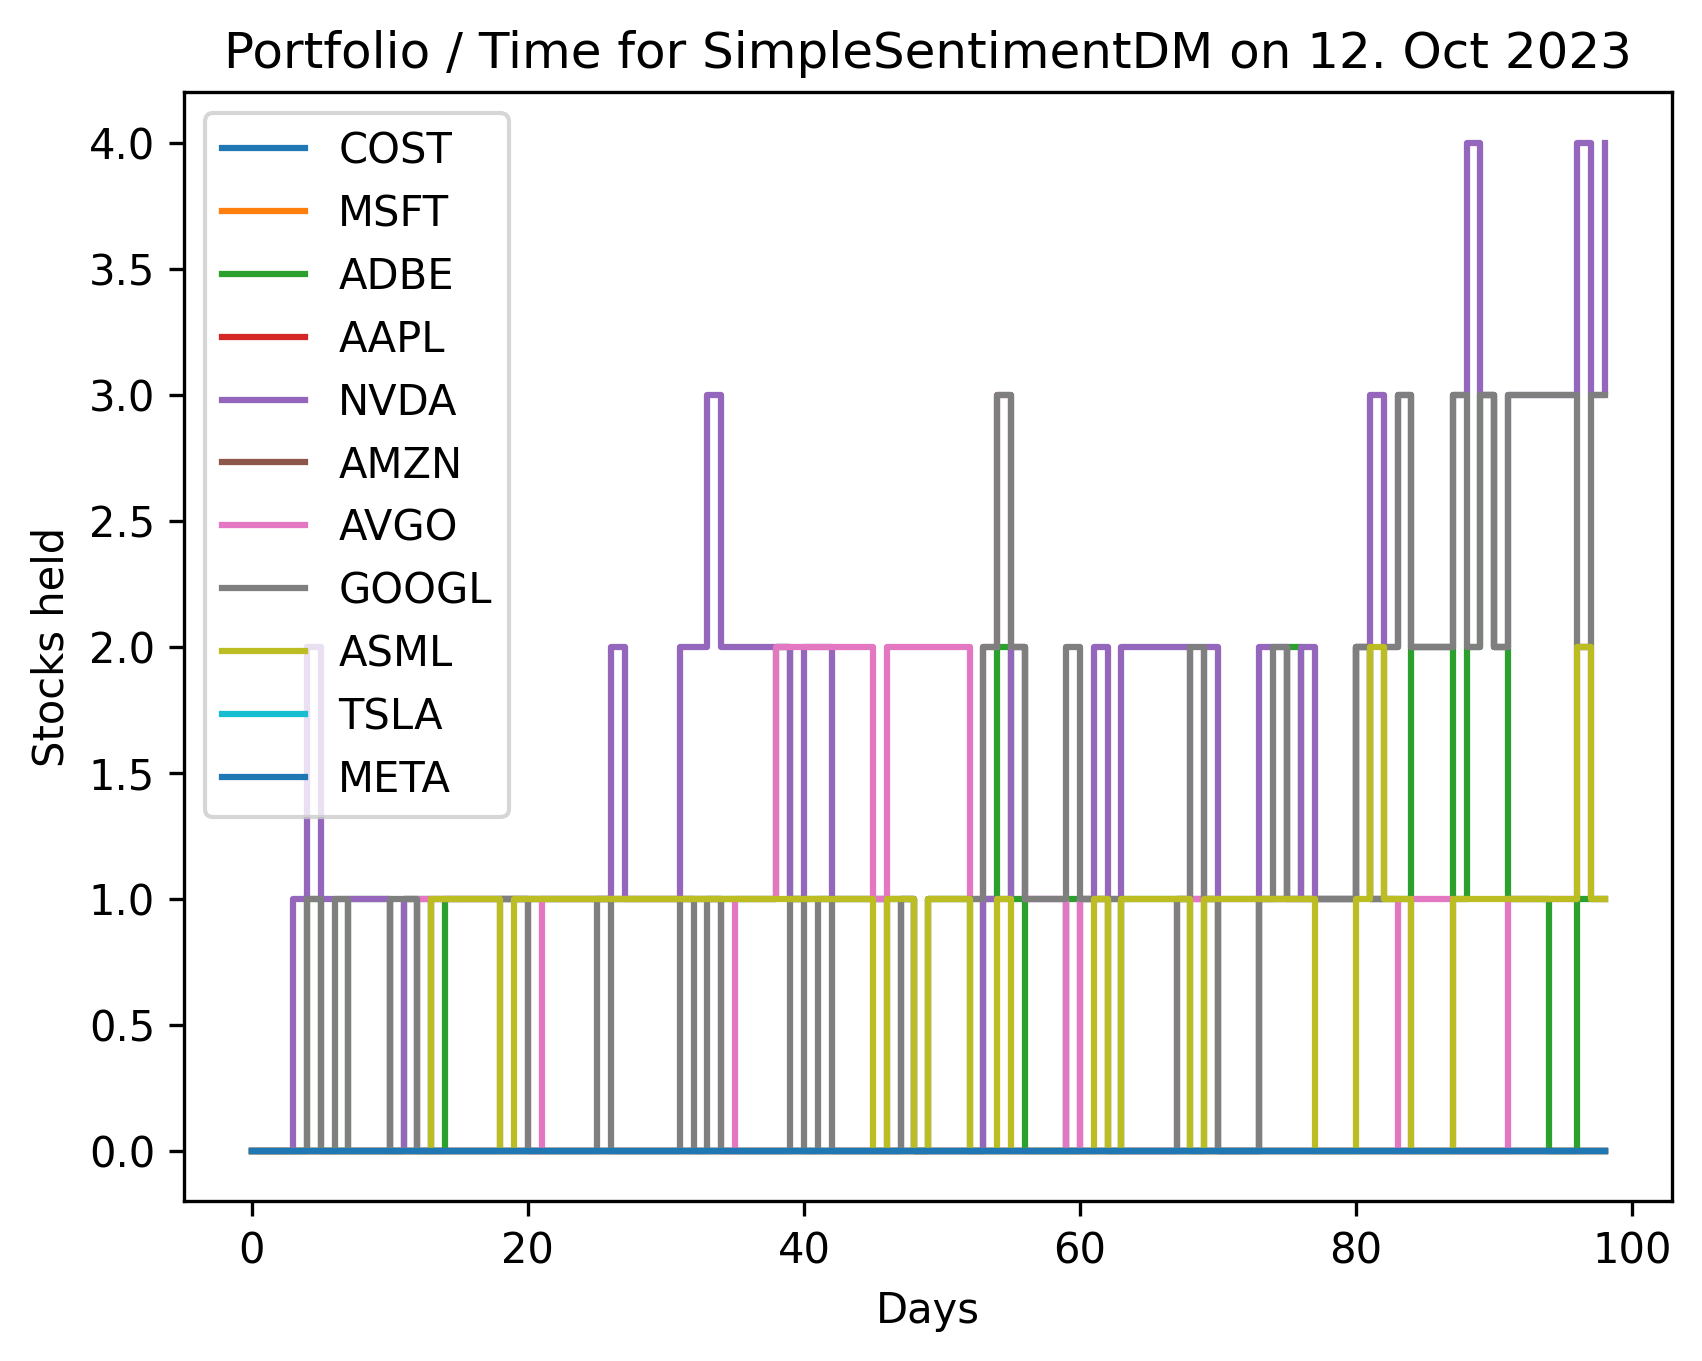 Portfolio / Time for SimpleSentimentDM on 12. Oct 2023
4.0
3.5
3.0
2.5
2.0
1.5
1.0
0.5
0.0
Stocks held
COST
MSFT
ADBE
AAPL
NVDA
AMZN
AVGO
GOOGL
ASML
TSLA
META
0 20 40 60 80 100
Days